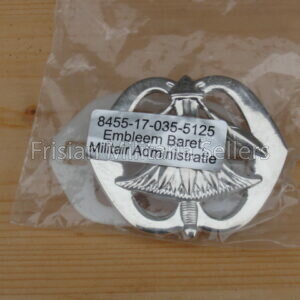 8455-17-035-5125
Embleem Baret
Militair Administratie